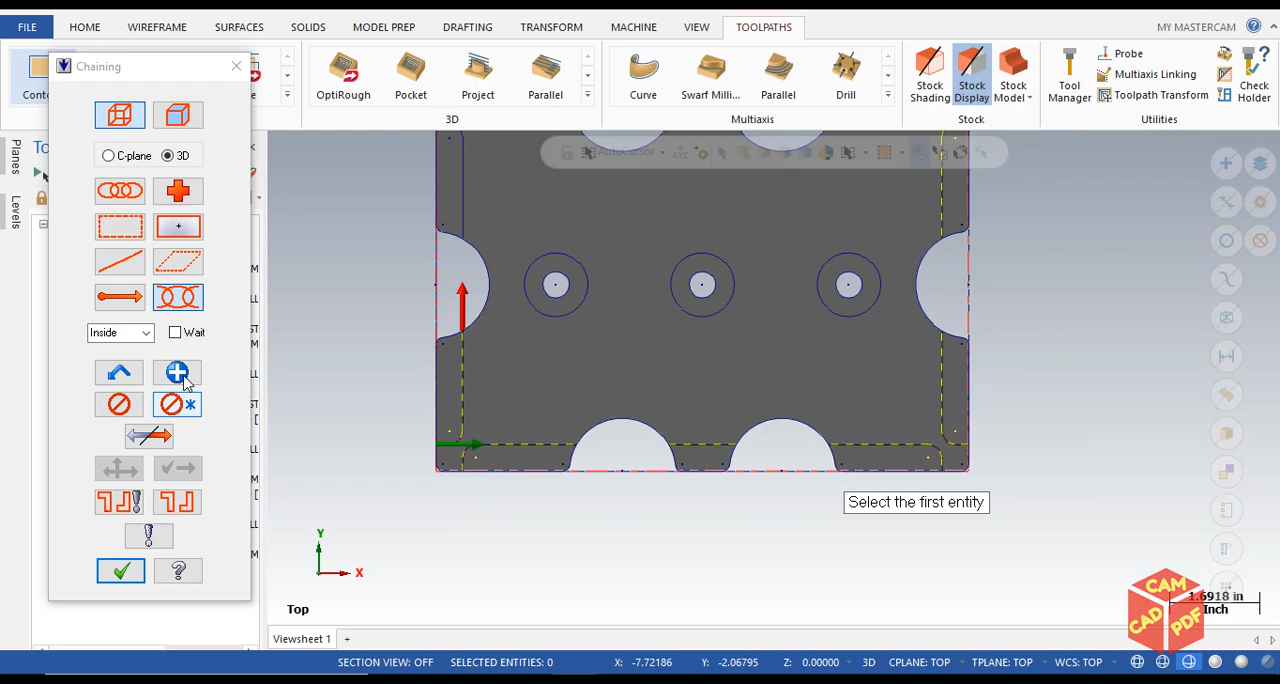 FILE HOME WIREFRAME SURFACES SOLIDS MODEL PREP DRAFTING TRANSFORM MACHINE VIEW TOOLPATHS MY MASTERCAM
Chaining
Conto
OptiRough Pocket Project Parallel
3D
Curve Swarf Milli... Parallel Drill
Multiaxis
Stock Shading
Stock Display
Stock Model
Stock
Tool Manager
Probe
Multiaxis Linking
Toolpath Transform
Check Holder
Utilities
Planes
Levels
To
C-plane 3D
Inside Wait
AutoCursor
Select the first entity
Y
X
Top
1.6918 in
Inch
CAM
CAD
PDF
Viewsheet 1 +
SECTION VIEW: OFF SELECTED ENTITIES: 0 X: -7.72186 Y: -2.06795 Z: 0.00000 3D CPLANE: TOP TPLANE: TOP WCS: TOP